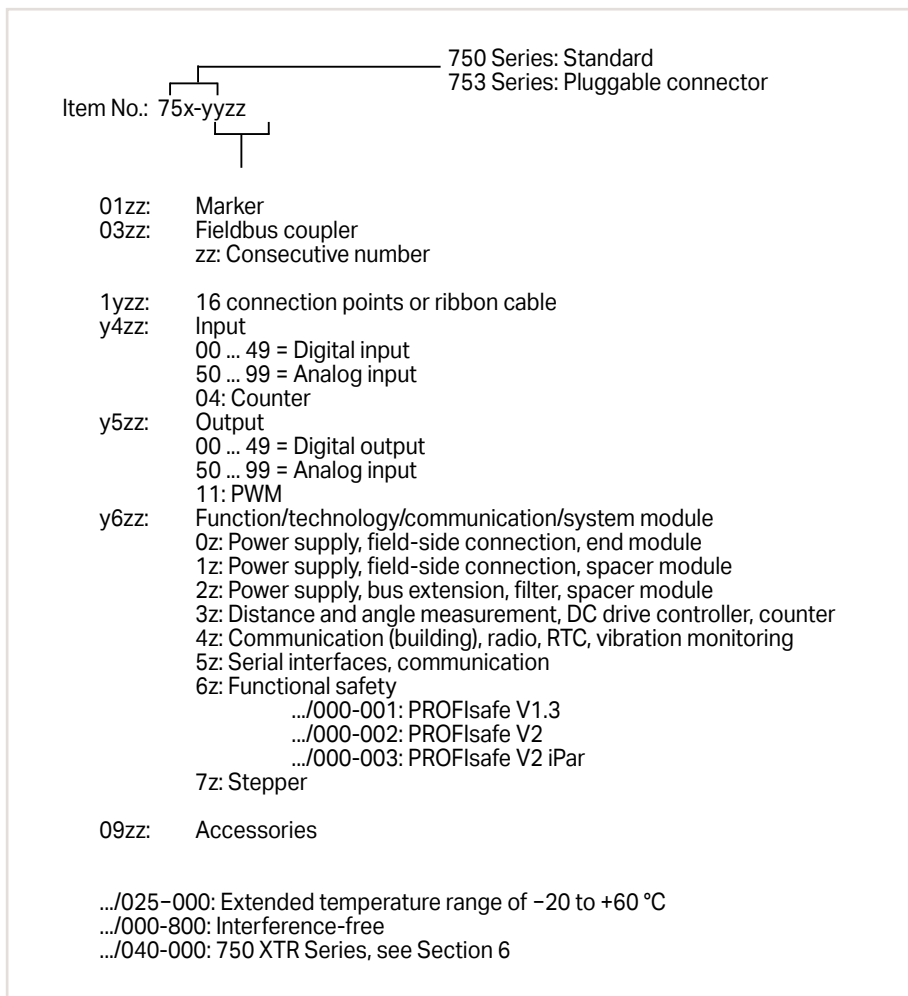 750 Series: Standard
753 Series: Pluggable connector
Item No.: 75x-yyzz
01zz: Marker
03zz: Fieldbus coupler
zz: Consecutive number
1yzz: 16 connection points or ribbon cable
y4zz: Input
00 ... 49 = Digital input
50 ... 99 = Analog input
04: Counter
y5zz: Output
00 ... 49 = Digital output
50 ... 99 = Analog input
11: PWM
y6zz: Function/technology/communication/system module
0z: Power supply, field-side connection, end module
1z: Power supply, field-side connection, spacer module
2z: Power supply, bus extension, filter, spacer module
3z: Distance and angle measurement, DC drive controller, counter
4z: Communication (building), radio, RTC, vibration monitoring
5z: Serial interfaces, communication
6z: Functional safety
.../000-001: PROFIsafe V1.3
.../000-002: PROFIsafe V2
.../000-003: PROFIsafe V2 iPar
7z: Stepper
09zz: Accessories
.../025−000: Extended temperature range of −20 to +60 °C
.../000-800: Interference-free
.../040-000: 750 XTR Series, see Section 6